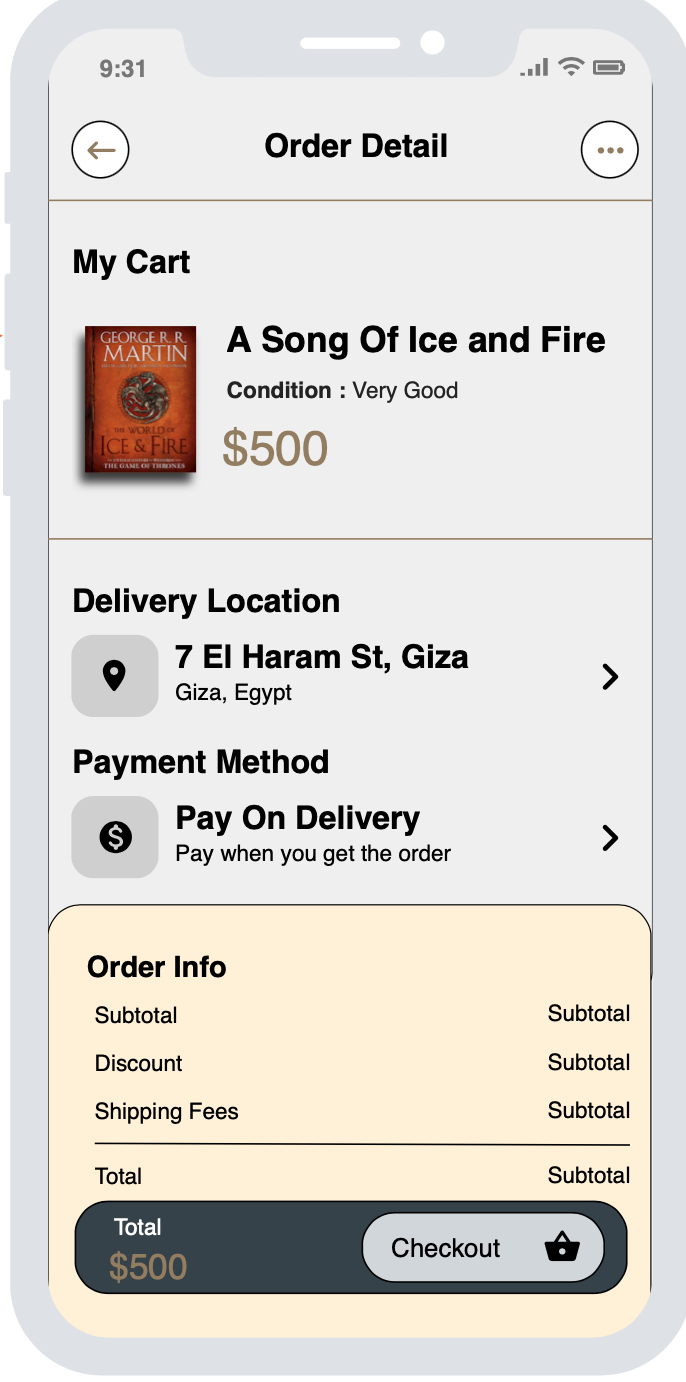 9:31
Order Detail
My Cart
GEORGE R. R.
MARTIN
THE WORLD OF
ICE & FIRE
THE GAME OF THRONES
A Song Of Ice and Fire
Condition : Very Good
$500
Delivery Location
7 El Haram St, Giza
Giza, Egypt
Payment Method
Pay On Delivery
Pay when you get the order
Order Info
Subtotal Subtotal
Discount Subtotal
Shipping Fees Subtotal
Total Subtotal
Total
$500
Checkout